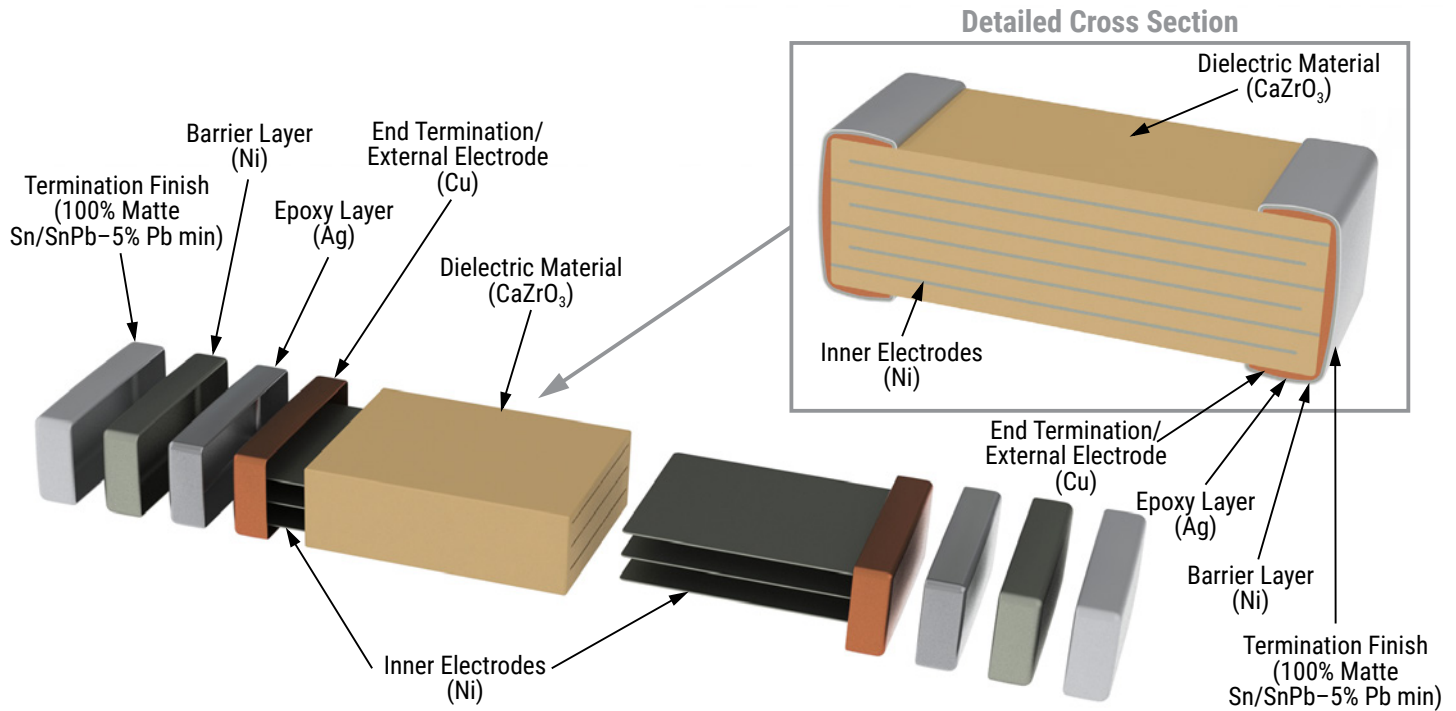 Detailed Cross Section
Dielectric Material
(CaZrO₃)
Barrier Layer
(Ni)
End Termination/
External Electrode
(Cu)
Termination Finish
(100% Matte
Sn/SnPb–5% Pb min)
Epoxy Layer
(Ag)
Dielectric Material
(CaZrO₃)
Inner Electrodes
(Ni)
End Termination/
External Electrode
(Cu)
Epoxy Layer
(Ag)
Barrier Layer
(Ni)
Termination Finish
(100% Matte
Sn/SnPb–5% Pb min)
Inner Electrodes
(Ni)